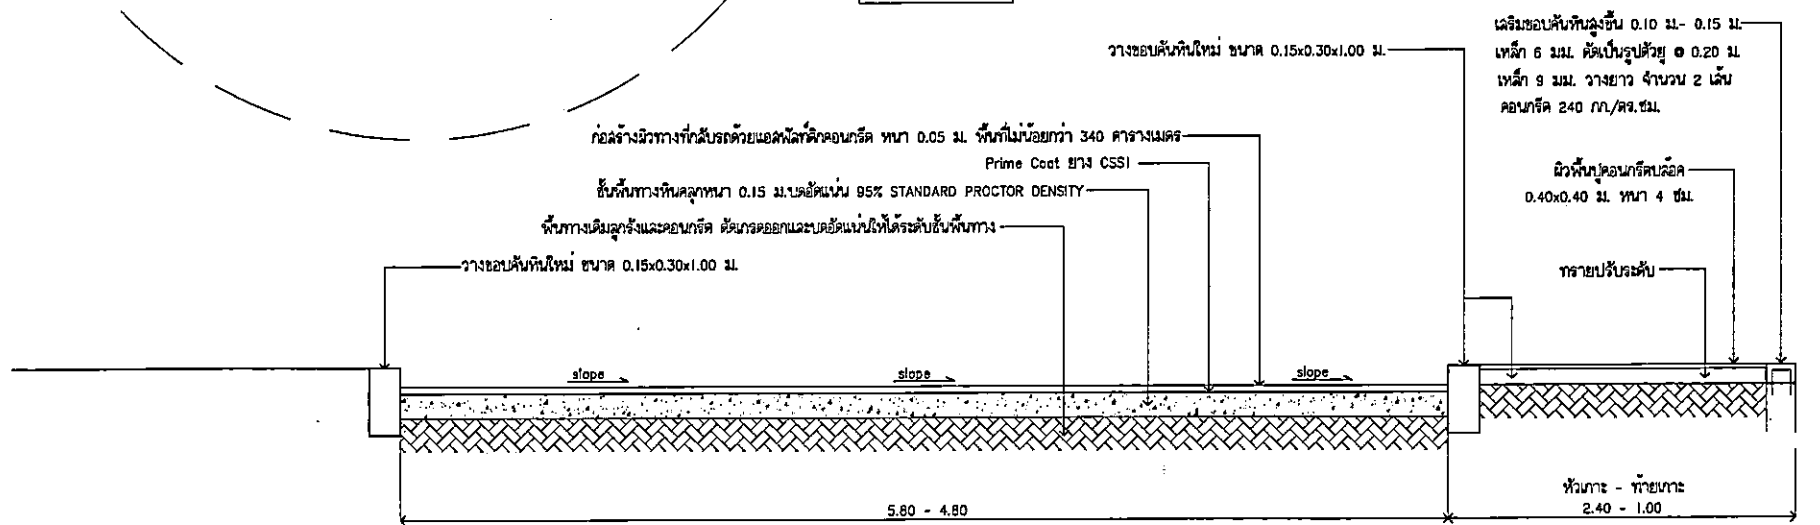 เสริมขอบคันหินสูงขึ้น 0.10 ม.- 0.15 ม.
เหล็ก 6 มม. ดัดเป็นรูปตัวยู @ 0.20 ม.
เหล็ก 9 มม. วางยาว จำนวน 2 เส้น
คอนกรีต 240 กก./ตร.ซม.
วางขอบคันหินใหม่ ขนาด 0.15x0.30x1.00 ม.
ก่อสร้างผิวทางที่กลับรถด้วยแอสฟัลท์ติกคอนกรีต หนา 0.05 ม. พื้นที่ไม่น้อยกว่า 340 ตารางเมตร
Prime Coat ยาง CSS1
ชั้นพื้นทางหินคลุกหนา 0.15 ม.บดอัดแน่น 95% STANDARD PROCTOR DENSITY
พื้นทางเดิมลูกรังและคอนกรีต ตัดเกรดออกและบดอัดแน่นให้ได้ระดับชั้นพื้นทาง
วางขอบคันหินใหม่ ขนาด 0.15x0.30x1.00 ม.
ผิวพื้นปูคอนกรีตบล๊อค
0.40x0.40 ม. หนา 4 ซม.
ทรายปรับระดับ
slope
slope
slope
5.80 - 4.80
หัวเกาะ - ท้ายเกาะ
2.40 - 1.00